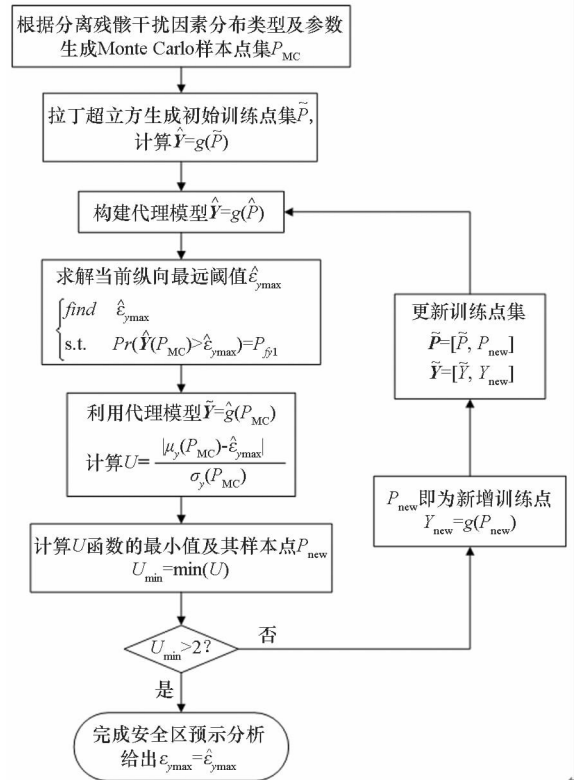 根据分离残骸干扰因素分布类型及参数
生成Monte Carlo样本点集P_MC
拉丁超立方生成初始训练点集P̃,
计算Ŷ=g(P̃)
构建代理模型Ŷ=g(P̂)
求解当前纵向最远阈值ε̂_ymax
{find ε̂_ymax
s.t. Pr(Ŷ(P_MC)>ε̂_ymax)=P_fy1
利用代理模型Ỹ=ĝ(P_MC)
计算U=|μ_y(P_MC)-ε̂_ymax|/σ_y(P_MC)
计算U函数的最小值及其样本点P_new
U_min=min(U)
U_min>2?
否
是
完成安全区预示分析
给出ε_ymax=ε̂_ymax
P_new即为新增训练点
Y_new=g(P_new)
更新训练点集
P̃=[P̃, P_new]
Ỹ=[Ỹ, Y_new]